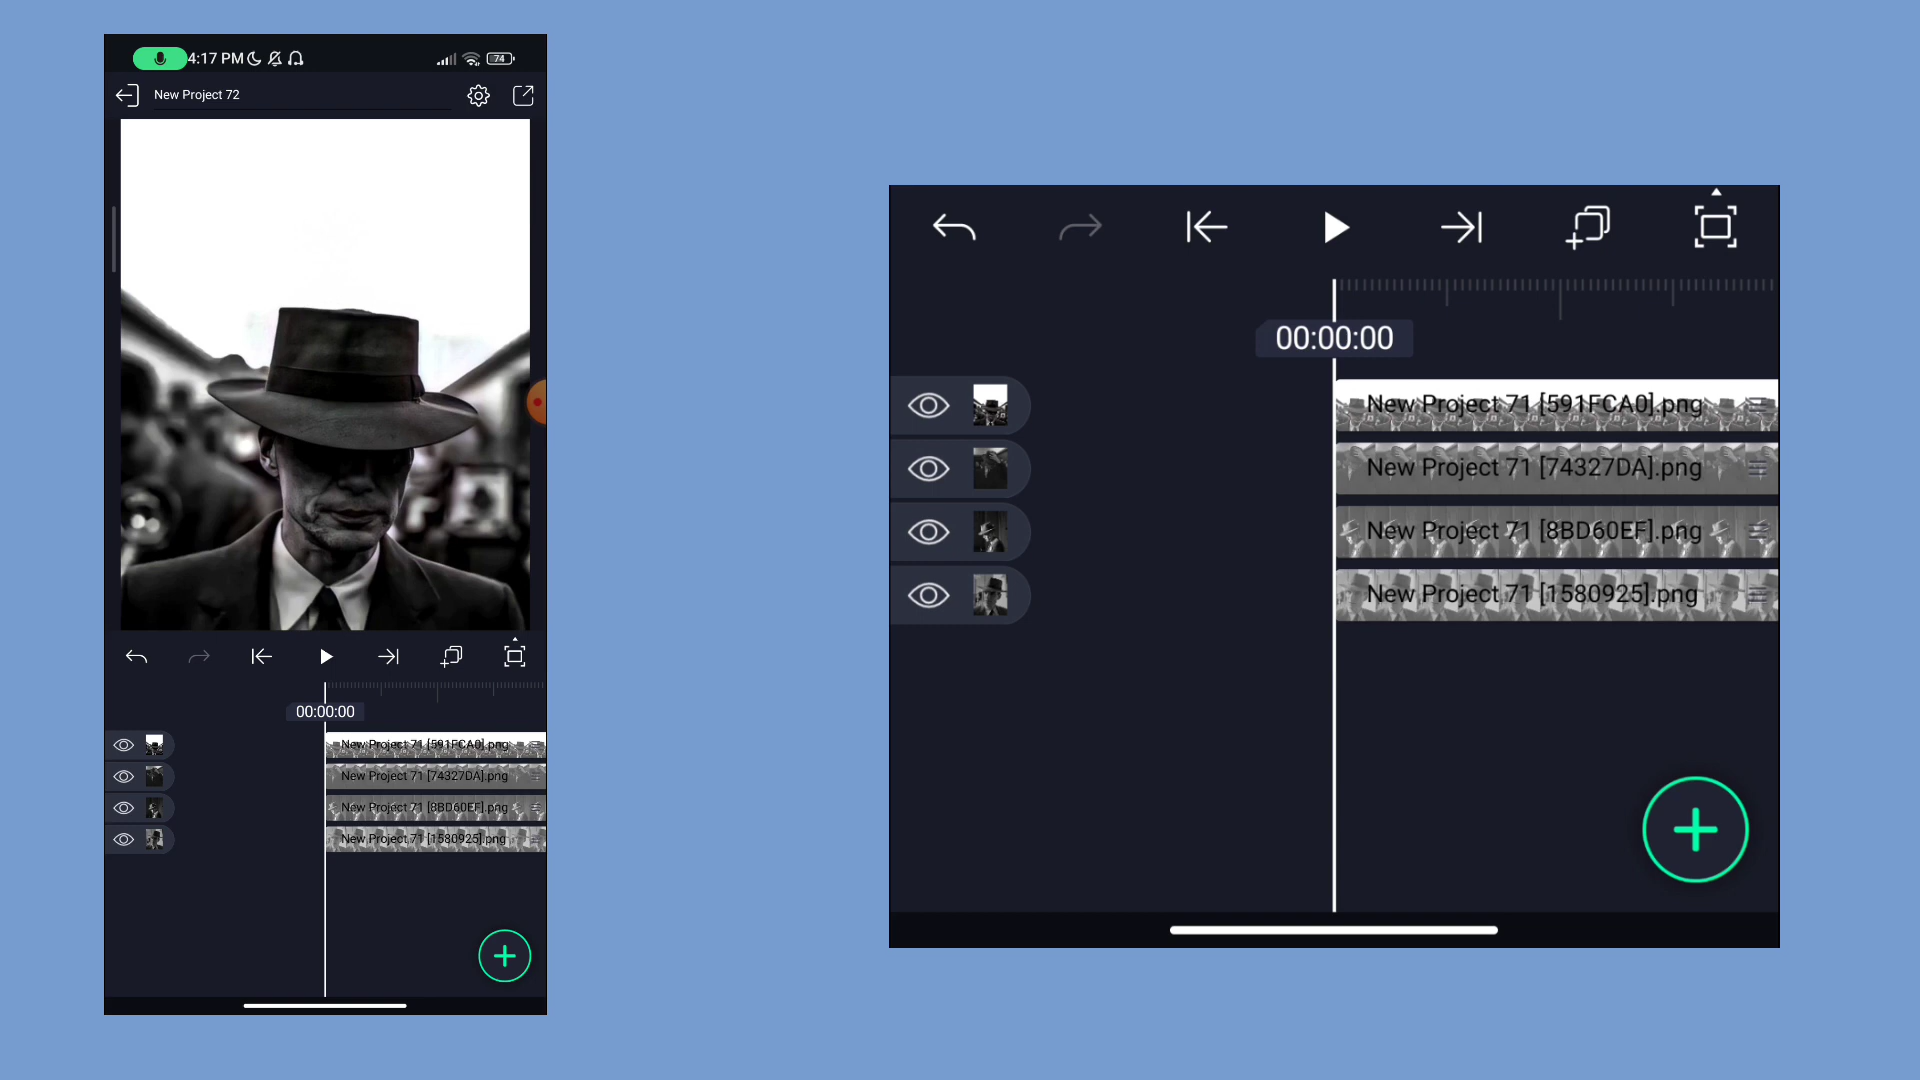 4:17 PM
74
New Project 72
00:00:00
New Project 71 [591FCA0].png
New Project 71 [74327DA].png
New Project 71 [8BD60EF].png
New Project 71 [1580925].png
00:00:00
New Project 71 [591FCA0].png
New Project 71 [74327DA].png
New Project 71 [8BD60EF].png
New Project 71 [1580925].png